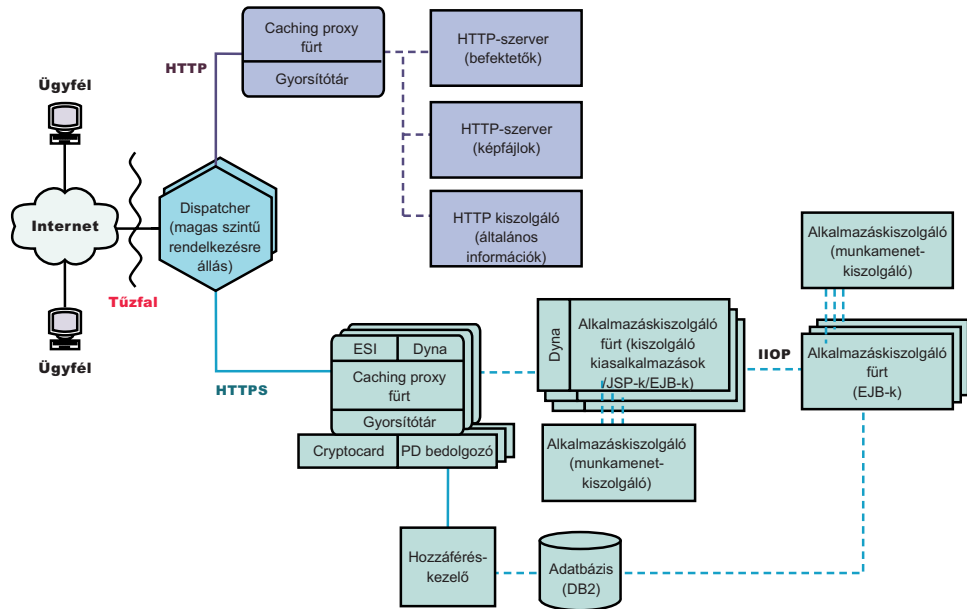 Caching proxy
fürt
Gyorsítótár
HTTP-szerver
(befektetők)
HTTP
Ügyfél
HTTP-szerver
(képfájlok)
Internet
Dispatcher
(magas szintű
rendelkezésre
állás)
HTTP kiszolgáló
(általános
információk)
Tűzfal
Ügyfél
HTTPS
Alkalmazáskiszolgáló
(munkamenet-
kiszolgáló)
ESI
Dyna
Caching proxy
fürt
Gyorsítótár
Cryptocard
PD bedolgozó
Dyna
Alkalmazáskiszolgáló
fürt (kiszolgáló
kiasalkalmazások
/JSP-k/EJB-k)
IIOP
Alkalmazáskiszolgáló
fürt
(EJB-k)
Alkalmazáskiszolgáló
(munkamenet-
kiszolgáló)
Hozzáférés-
kezelő
Adatbázis
(DB2)